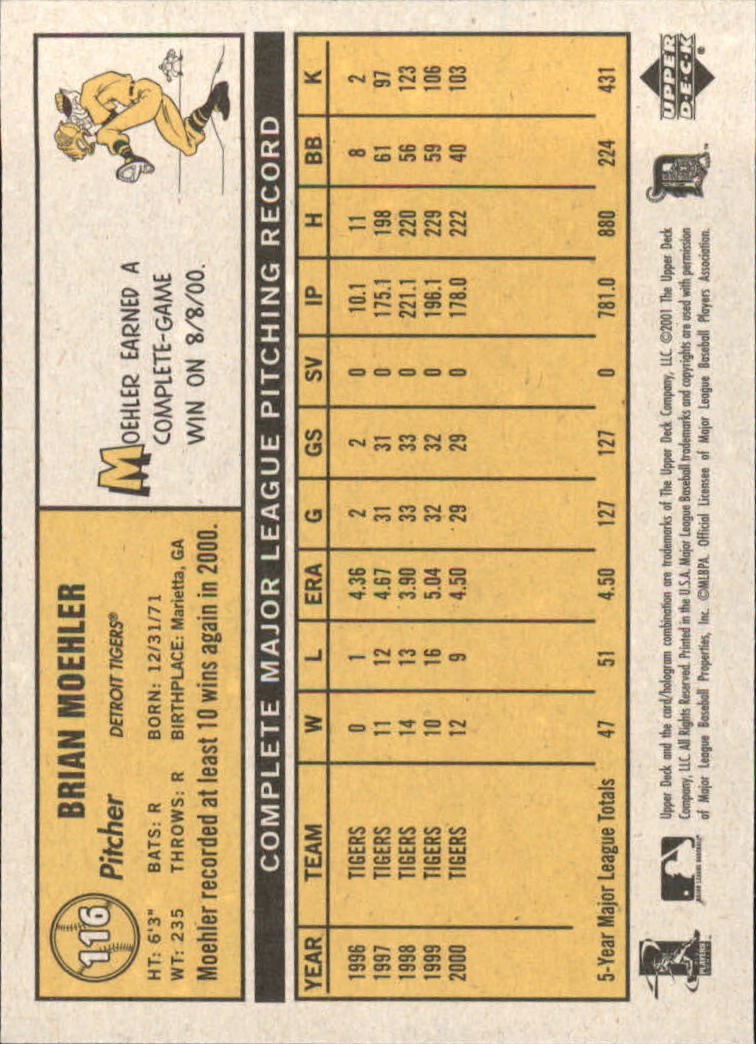 116
BRIAN MOEHLER
Pitcher DETROIT TIGERS®
HT: 6'3" BATS: R BORN: 12/31/71
WT: 235 THROWS: R BIRTHPLACE: Marietta, GA
Moehler recorded at least 10 wins again in 2000.
MOEHLER EARNED A
COMPLETE-GAME
WIN ON 8/8/00.
COMPLETE MAJOR LEAGUE PITCHING RECORD
YEAR TEAM W L ERA G GS SV IP H BB K
1996 TIGERS 0 1 4.36 2 2 0 10.1 11 8 2
1997 TIGERS 11 12 4.67 31 31 0 175.1 198 61 97
1998 TIGERS 14 13 3.90 33 33 0 221.1 220 56 123
1999 TIGERS 10 16 5.04 32 32 0 196.1 229 59 106
2000 TIGERS 12 9 4.50 29 29 0 178.0 222 40 103
5-Year Major League Totals 47 51 4.50 127 127 0 781.0 880 224 431
PLAYERS
MAJOR LEAGUE BASEBALL®
Upper Deck and the card/hologram combination are trademarks of The Upper Deck Company, LLC. ©2001 The Upper Deck
Company, LLC. All Rights Reserved. Printed in the U.S.A. Major League Baseball trademarks and copyrights are used with permission
of Major League Baseball Properties, Inc. ©MLBPA. Official Licensee of Major League Baseball Players Association.
D™
UPPER
D·E·C·K®